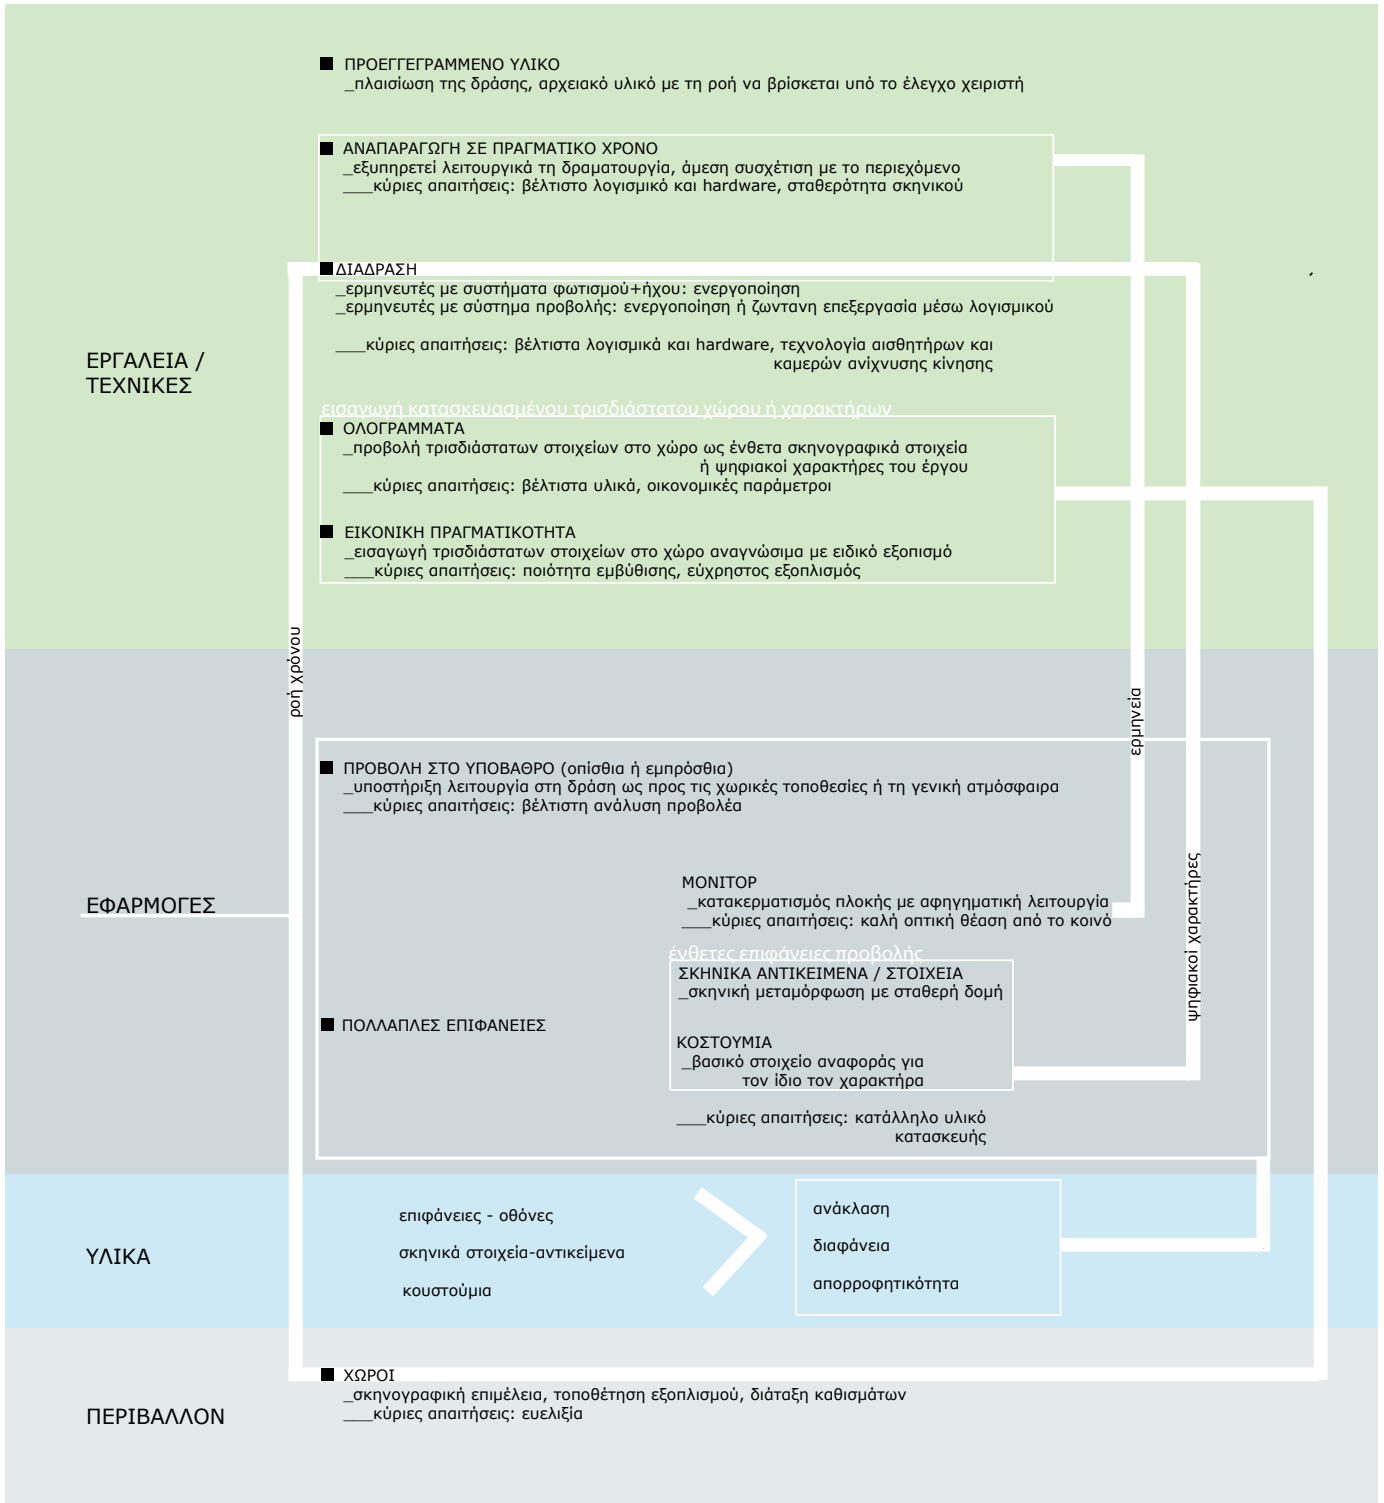 ΠΡΟΕΓΓΕΓΡΑΜΜΕΝΟ ΥΛΙΚΟ
_πλαισίωση της δράσης, αρχειακό υλικό με τη ροή να βρίσκεται υπό το έλεγχο χειριστή
ΑΝΑΠΑΡΑΓΩΓΗ ΣΕ ΠΡΑΓΜΑΤΙΚΟ ΧΡΟΝΟ
_εξυπηρετεί λειτουργικά τη δραματουργία, άμεση συσχέτιση με το περιεχόμενο
___κύριες απαιτήσεις: βέλτιστο λογισμικό και hardware, σταθερότητα σκηνικού
ΔΙΑΔΡΑΣΗ
_ερμηνευτές με συστήματα φωτισμού+ήχου: ενεργοποίηση
_ερμηνευτές με σύστημα προβολής: ενεργοποίηση ή ζωντανη επεξεργασία μέσω λογισμικού
___κύριες απαιτήσεις: βέλτιστα λογισμικά και hardware, τεχνολογία αισθητήρων και
καμερών ανίχνυσης κίνησης
ΕΡΓΑΛΕΙΑ /
ΤΕΧΝΙΚΕΣ
εισαγωγή κατασκευασμένου τρισδιάστατου χώρου ή χαρακτήρων
ΟΛΟΓΡΑΜΜΑΤΑ
_προβολή τρισδιάστατων στοιχείων στο χώρο ως ένθετα σκηνογραφικά στοιχεία
ή ψηφιακοί χαρακτήρες του έργου
___κύριες απαιτήσεις: βέλτιστα υλικά, οικονομικές παράμετροι
ΕΙΚΟΝΙΚΗ ΠΡΑΓΜΑΤΙΚΟΤΗΤΑ
_εισαγωγή τρισδιάστατων στοιχείων στο χώρο αναγνώσιμα με ειδικό εξοπισμό
___κύριες απαιτήσεις: ποιότητα εμβύθισης, εύχρηστος εξοπλισμός
ροή χρόνου
ερμηνεία
ΠΡΟΒΟΛΗ ΣΤΟ ΥΠΟΒΑΘΡΟ (οπίσθια ή εμπρόσθια)
_υποστήριξη λειτουργία στη δράση ως προς τις χωρικές τοποθεσίες ή τη γενική ατμόσφαιρα
___κύριες απαιτήσεις: βέλτιστη ανάλυση προβολέα
ΕΦΑΡΜΟΓΕΣ
ΜΟΝΙΤΟΡ
_κατακερματισμός πλοκής με αφηγηματική λειτουργία
___κύριες απαιτήσεις: καλή οπτική θέαση από το κοινό
ψηφιακοί χαρακτήρες
ένθετες επιφάνειες προβολής
ΣΚΗΝΙΚΑ ΑΝΤΙΚΕΙΜΕΝΑ / ΣΤΟΙΧΕΙΑ
_σκηνική μεταμόρφωση με σταθερή δομή
ΠΟΛΛΑΠΛΕΣ ΕΠΙΦΑΝΕΙΕΣ
ΚΟΣΤΟΥΜΙΑ
_βασικό στοιχείο αναφοράς για
τον ίδιο τον χαρακτήρα
___κύριες απαιτήσεις: κατάλληλο υλικό
κατασκευής
ΥΛΙΚΑ
επιφάνειες - οθόνες
σκηνικά στοιχεία-αντικείμενα
κουστούμια
ανάκλαση
διαφάνεια
απορροφητικότητα
ΠΕΡΙΒΑΛΛΟΝ
ΧΩΡΟΙ
_σκηνογραφική επιμέλεια, τοποθέτηση εξοπλισμού, διάταξη καθισμάτων
___κύριες απαιτήσεις: ευελιξία